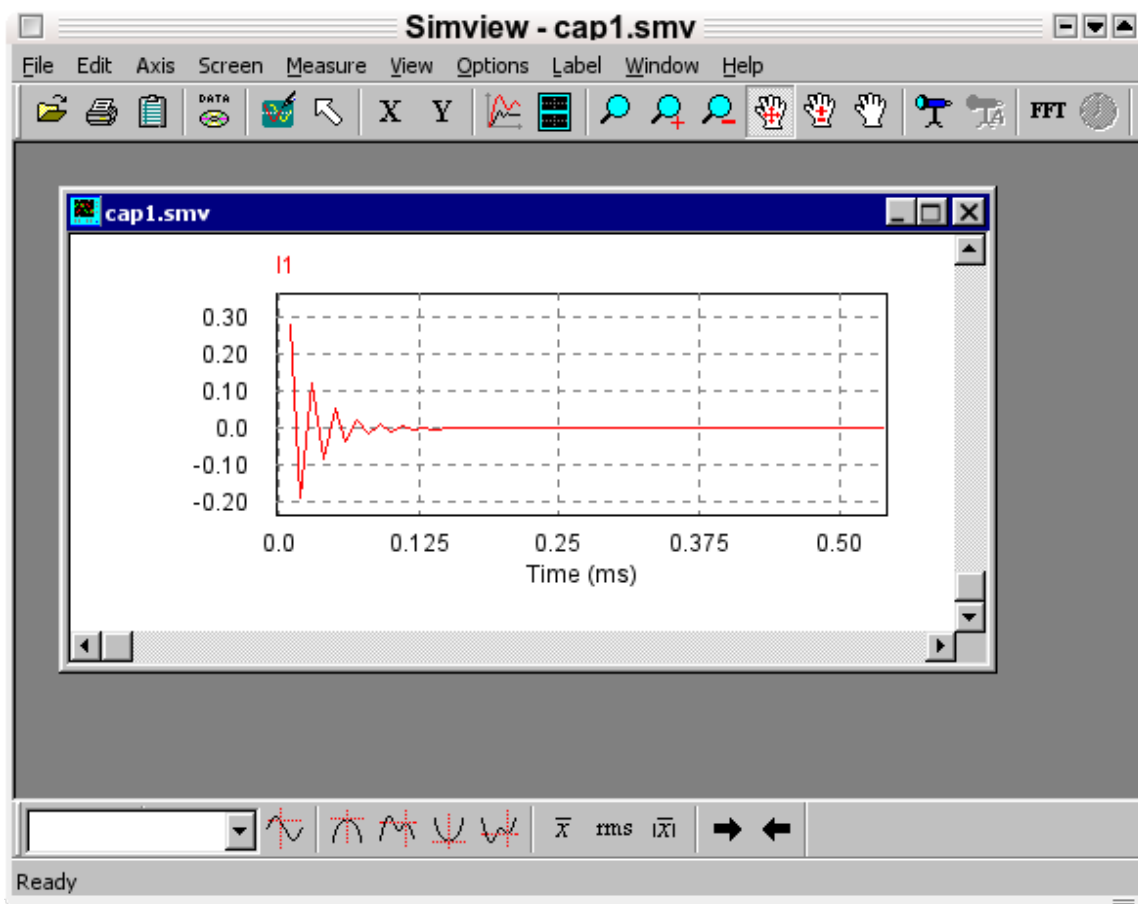 Simview - cap1.smv
File Edit Axis Screen Measure View Options Label Window Help
DATA X Y FFT
cap1.smv
I1
0.30
0.20
0.10
0.0
-0.10
-0.20
0.0 0.125 0.25 0.375 0.50
Time (ms)
x̅ rms |x̅|
Ready